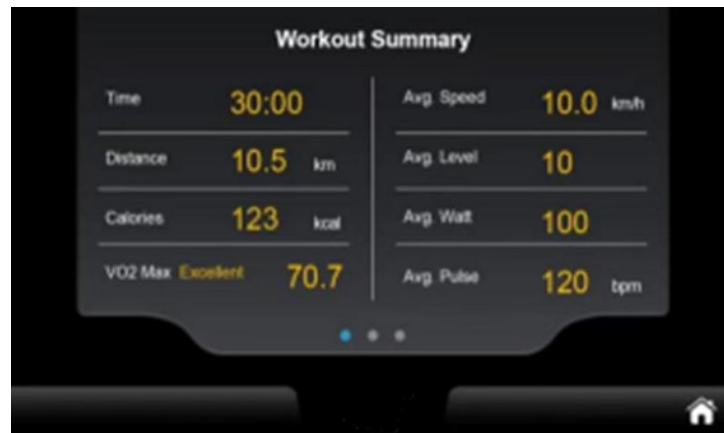 Workout Summary
Time 30:00
Distance 10.5 km
Calories 123 kcal
VO2 Max Excellent 70.7
Avg. Speed 10.0 km/h
Avg. Level 10
Avg. Watt 100
Avg. Pulse 120 bpm